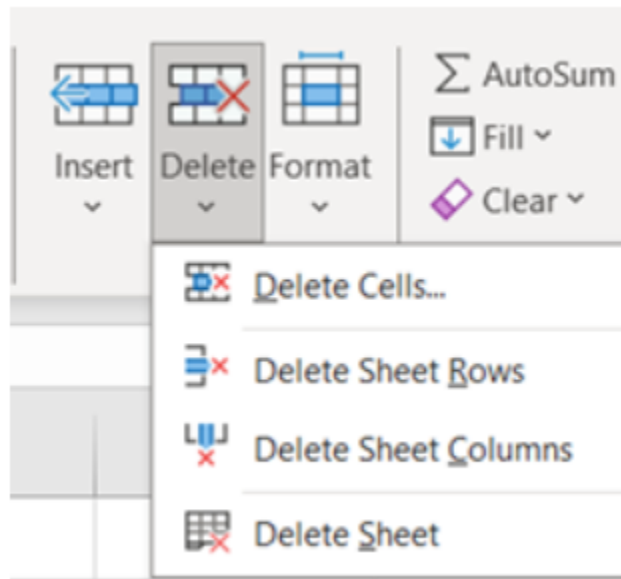 Insert
Delete
Format
AutoSum
Fill
Clear
Delete Cells...
Delete Sheet Rows
Delete Sheet Columns
Delete Sheet